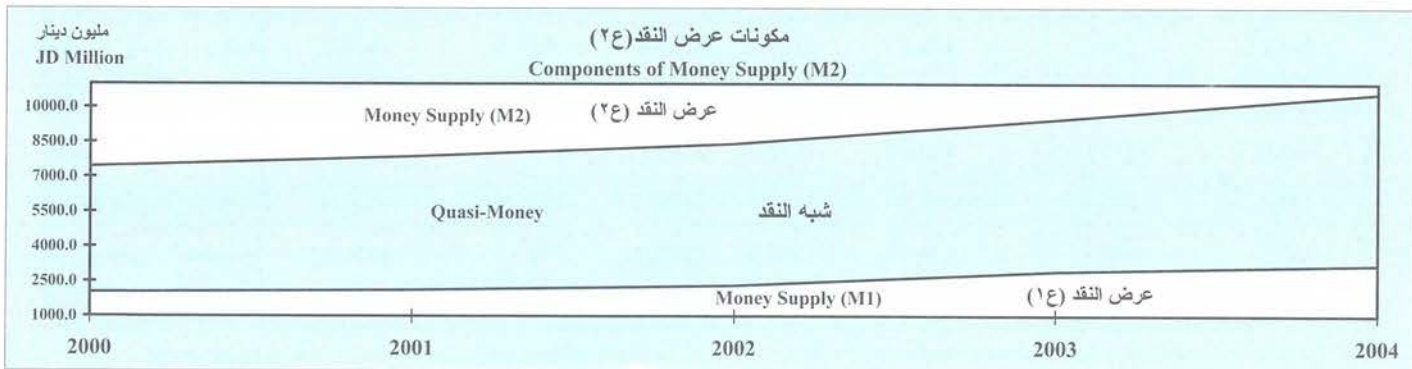 مليون دينار
JD Million
مكونات عرض النقد(ع٢)
Components of Money Supply (M2)
10000.0
8500.0
7000.0
5500.0
4000.0
2500.0
1000.0
Money Supply (M2) عرض النقد (ع٢)
Quasi-Money شبه النقد
Money Supply (M1) عرض النقد (ع١)
2000 2001 2002 2003 2004